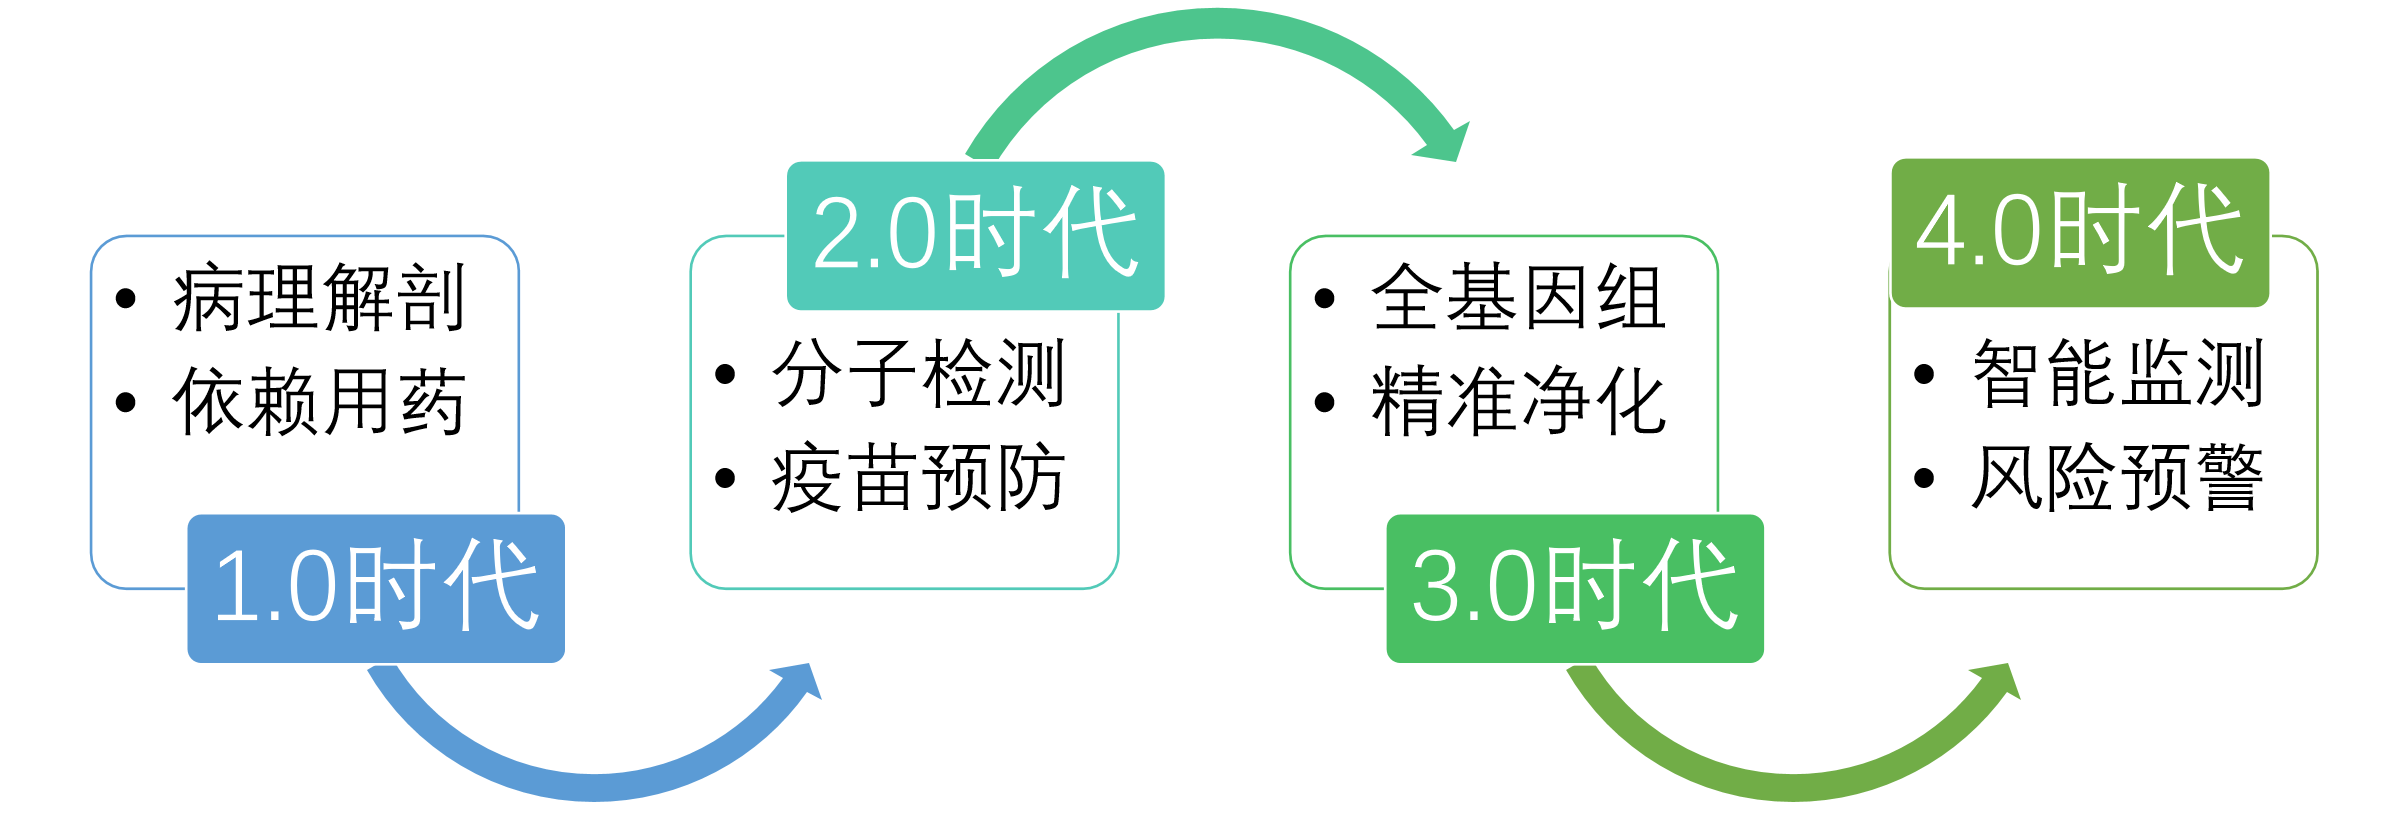 • 病理解剖
• 依赖用药
1.0时代
2.0时代
• 分子检测
• 疫苗预防
• 全基因组
• 精准净化
3.0时代
4.0时代
• 智能监测
• 风险预警